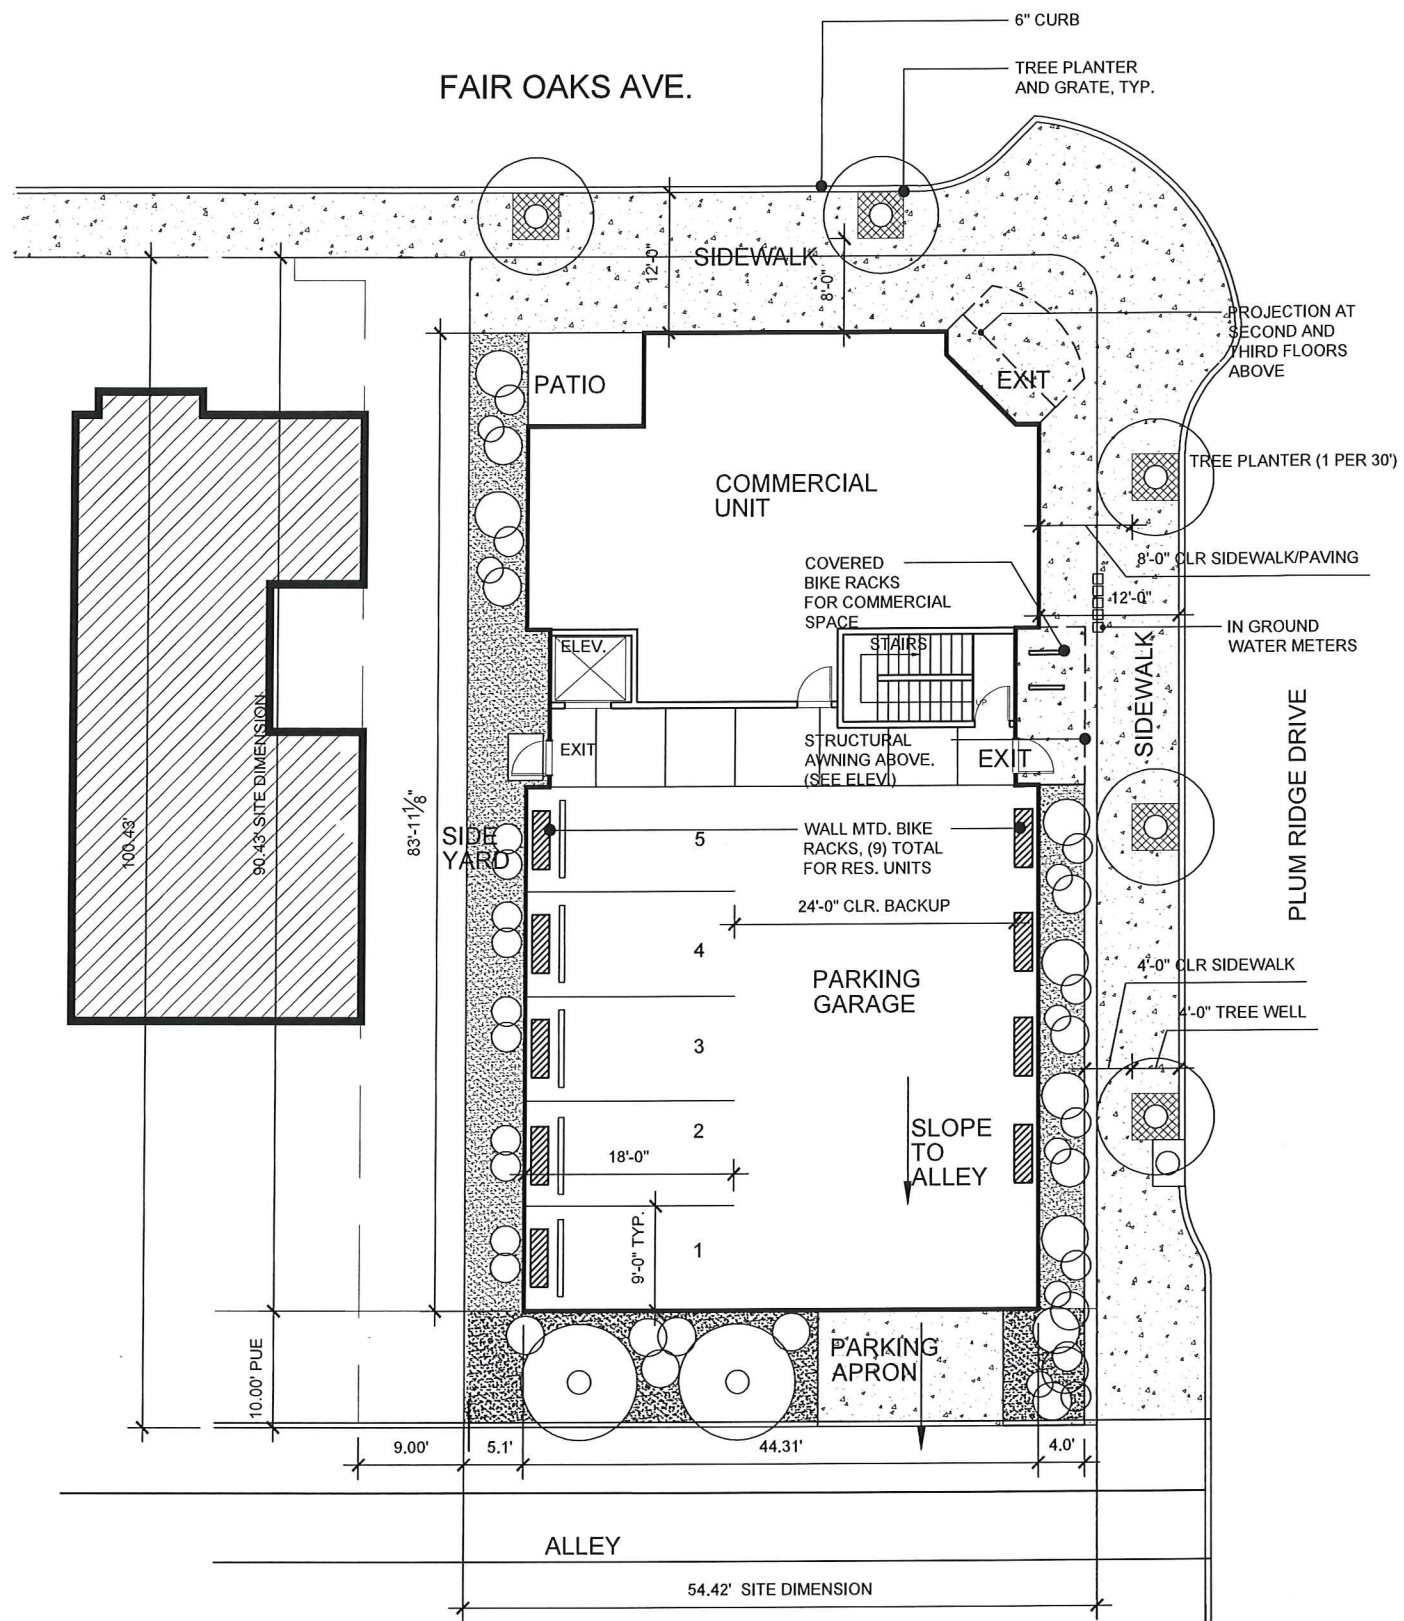 6" CURB
FAIR OAKS AVE.
TREE PLANTER
AND GRATE, TYP.
12'-0"
SIDEWALK
8'-0"
PROJECTION AT
SECOND AND
THIRD FLOORS
ABOVE
PATIO
EXIT
TREE PLANTER (1 PER 30')
COMMERCIAL
UNIT
8'-0" CLR SIDEWALK/PAVING
COVERED
BIKE RACKS
FOR COMMERCIAL
SPACE
12'-0"
IN GROUND
WATER METERS
ELEV.
STAIRS
UP
SIDEWALK
PLUM RIDGE DRIVE
EXIT
STRUCTURAL
AWNING ABOVE.
(SEE ELEV.)
EXIT
100.43'
90.43' SITE DIMENSION
83'-11⅛"
SIDE
YARD
5
WALL MTD. BIKE
RACKS, (9) TOTAL
FOR RES. UNITS
24'-0" CLR. BACKUP
4
PARKING
GARAGE
4'-0" CLR SIDEWALK
4'-0" TREE WELL
3
2
18'-0"
SLOPE
TO
ALLEY
9'-0" TYP.
1
10.00' PUE
PARKING
APRON
9.00'
5.1'
44.31'
4.0'
ALLEY
54.42' SITE DIMENSION